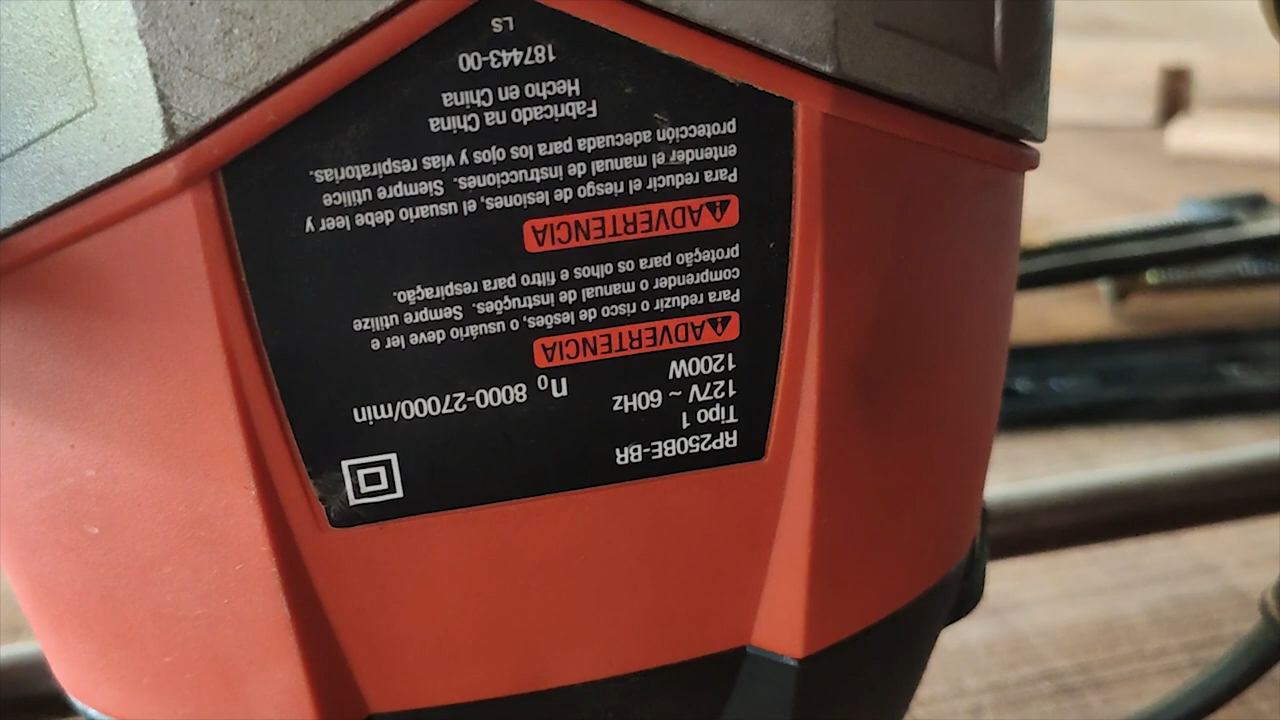 RP250BE-BR
Tipo 1
127V ~ 60Hz
1200W
n0 8000-27000/min
ADVERTENCIA
Para reduzir o risco de lesões, o usuário deve ler e
comprender o manual de instruções. Sempre utilize
proteção para os olhos e filtro para respiração.
ADVERTENCIA
Para reducir el riesgo de lesiones, el usuario debe leer y
entender el manual de instrucciones. Siempre utilice
protección adecuada para los ojos y vías respiratorias.
Fabricado na China
Hecho en China
187443-00
LS